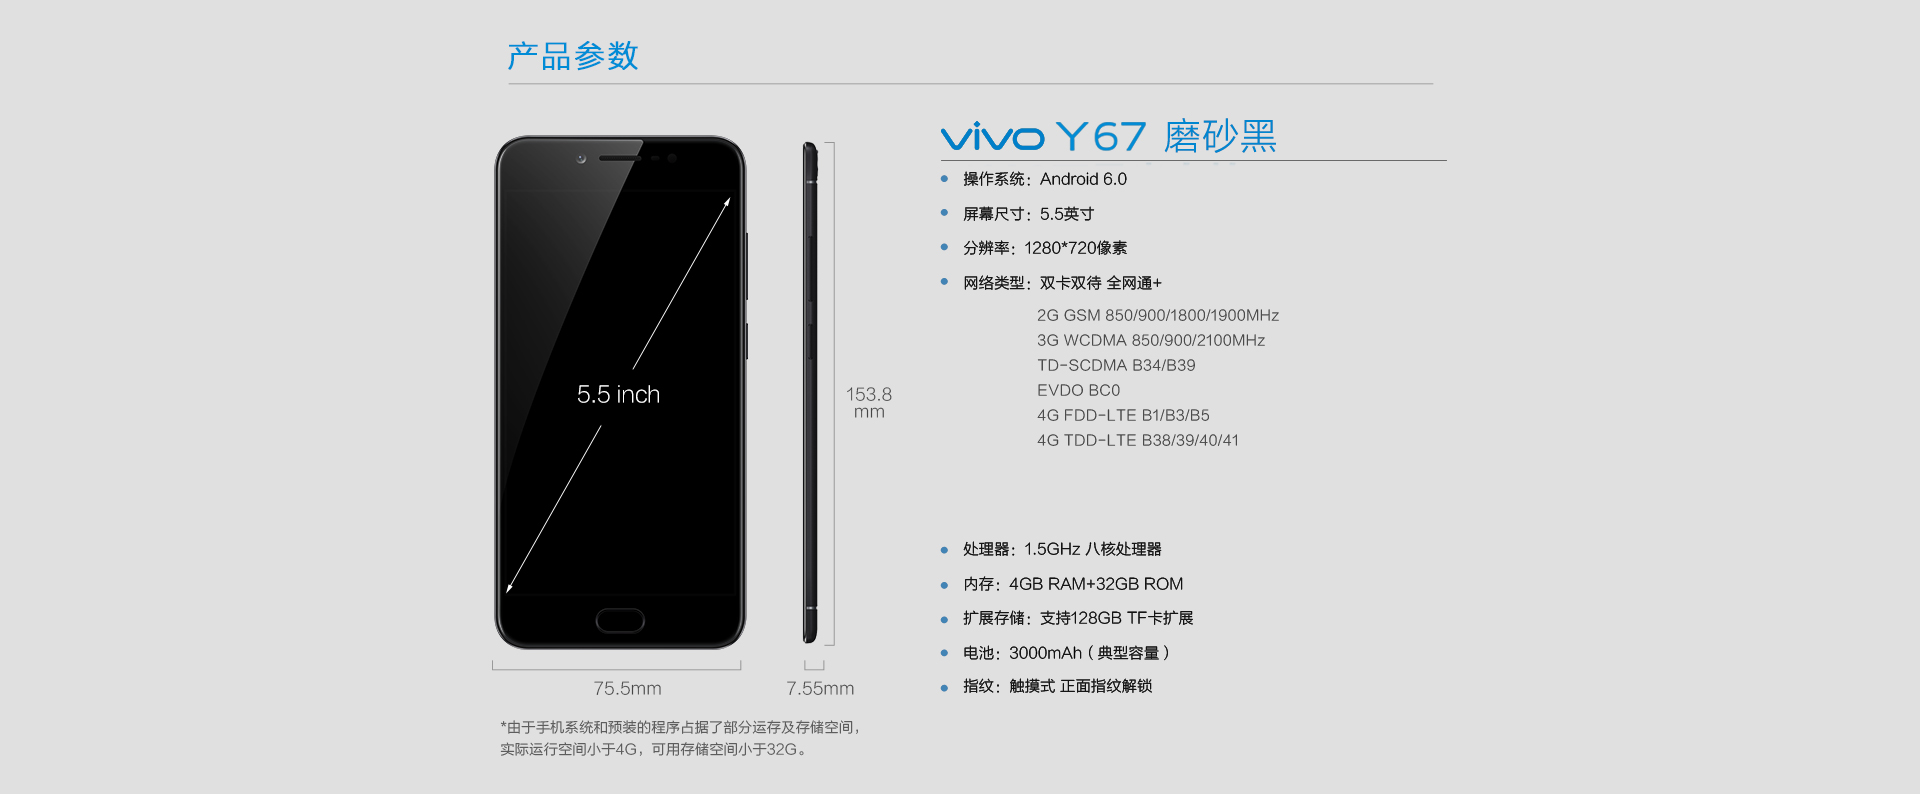 产品参数
vivo Y67 磨砂黑
操作系统：Android 6.0
屏幕尺寸：5.5英寸
分辨率：1280*720像素
网络类型：双卡双待 全网通+
2G GSM 850/900/1800/1900MHz
3G WCDMA 850/900/2100MHz
TD-SCDMA B34/B39
EVDO BC0
4G FDD-LTE B1/B3/B5
4G TDD-LTE B38/39/40/41
处理器：1.5GHz 八核处理器
内存：4GB RAM+32GB ROM
扩展存储：支持128GB TF卡扩展
电池：3000mAh（典型容量）
指纹：触摸式 正面指纹解锁
5.5 inch
153.8
mm
75.5mm
7.55mm
*由于手机系统和预装的程序占据了部分运存及存储空间，
实际运行空间小于4G，可用存储空间小于32G。